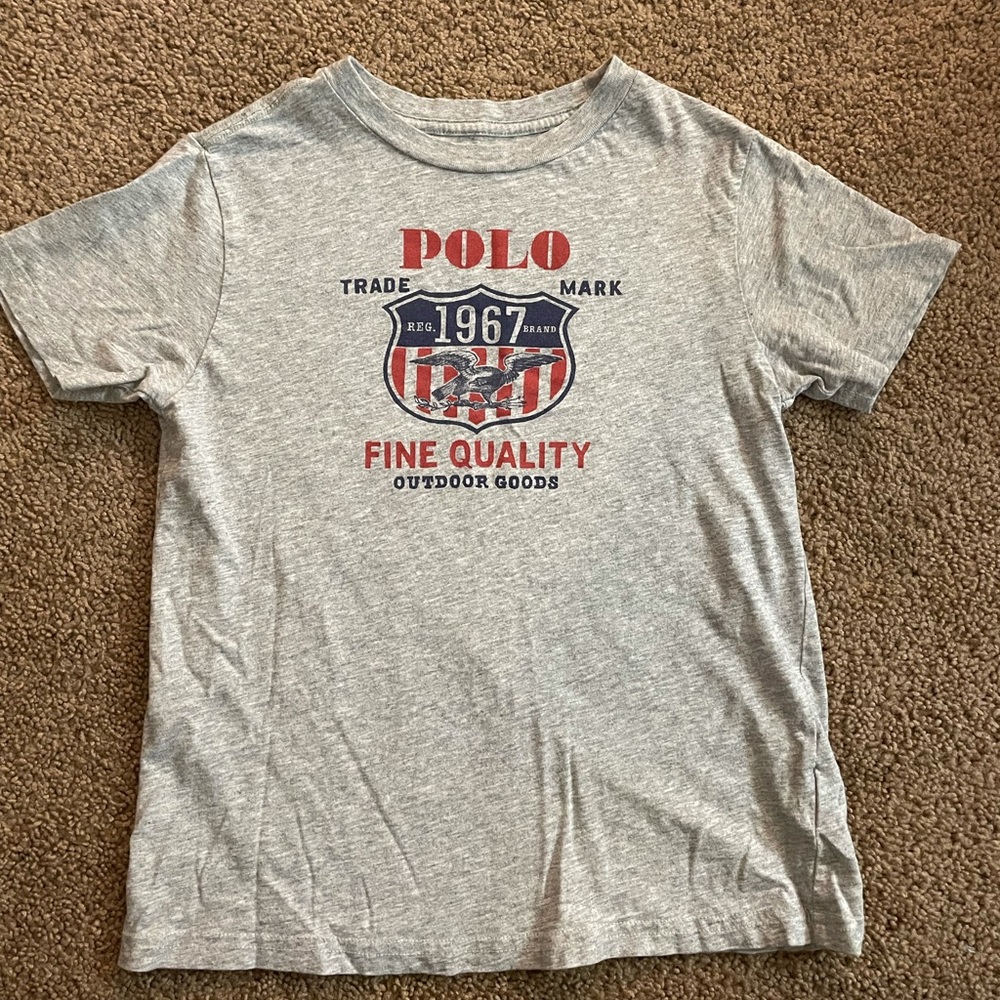 POLO
TRADE MARK
REG. 1967 BRAND
FINE QUALITY
OUTDOOR GOODS